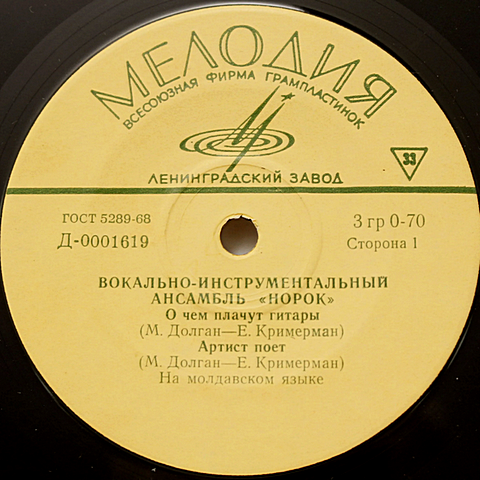 МЕЛОДИЯ
ВСЕСОЮЗНАЯ ФИРМА ГРАМПЛАСТИНОК
33
ЛЕНИНГРАДСКИЙ ЗАВОД
ГОСТ 5289-68 3 гр 0-70
Д-0001619 Сторона 1
ВОКАЛЬНО-ИНСТРУМЕНТАЛЬНЫЙ
АНСАМБЛЬ «НОРОК»
О чем плачут гитары
(М. Долган—Е. Кримерман)
Артист поет
(М. Долган—Е. Кримерман)
На молдавском языке